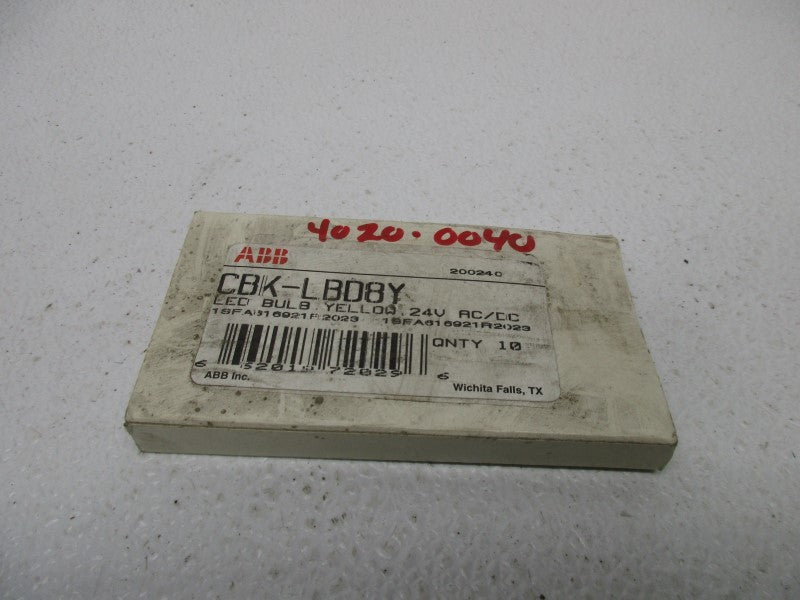 4020.0040
ABB
200240
CBK-LBD8Y
LED BULB YELLOW 24V AC/DC
1SFA616921R2023 1SFA616921R2023
QNTY 10
6
ABB Inc.
Wichita Falls, TX